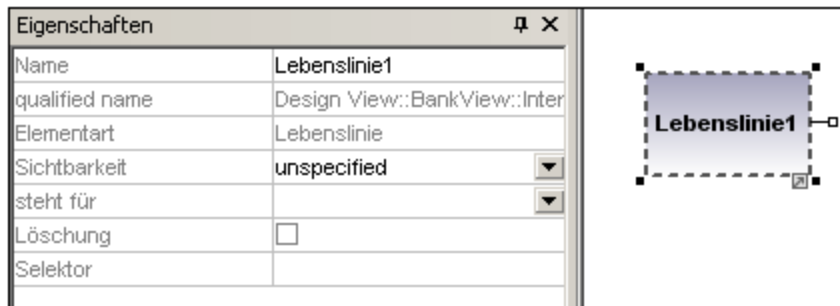 Eigenschaften
Name Lebenslinie1
qualified name Design View::BankView::Inter
Elementart Lebenslinie
Sichtbarkeit unspecified
steht für
Löschung
Selektor
Lebenslinie1